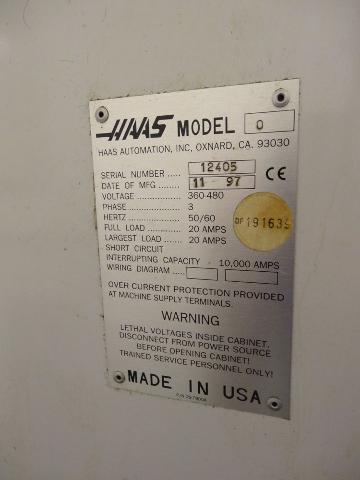 HAAS MODEL 0
HAAS AUTOMATION, INC, OXNARD, CA. 93030
SERIAL NUMBER ..... 12405
DATE OF MFG ..... 11 97 CE
VOLTAGE ..... 360-480
PHASE ..... 3
HERTZ ..... 50/60
FULL LOAD ..... 20 AMPS
LARGEST LOAD ... 20 AMPS
DF 191635
SHORT CIRCUIT
INTERRUPTING CAPACITY - 10,000 AMPS
WIRING DIAGRAM .....
OVER CURRENT PROTECTION PROVIDED
AT MACHINE SUPPLY TERMINALS.
WARNING
LETHAL VOLTAGES INSIDE CABINET.
DISCONNECT FROM POWER SOURCE
BEFORE OPENING CABINET!
TRAINED SERVICE PERSONNEL ONLY!
MADE IN USA